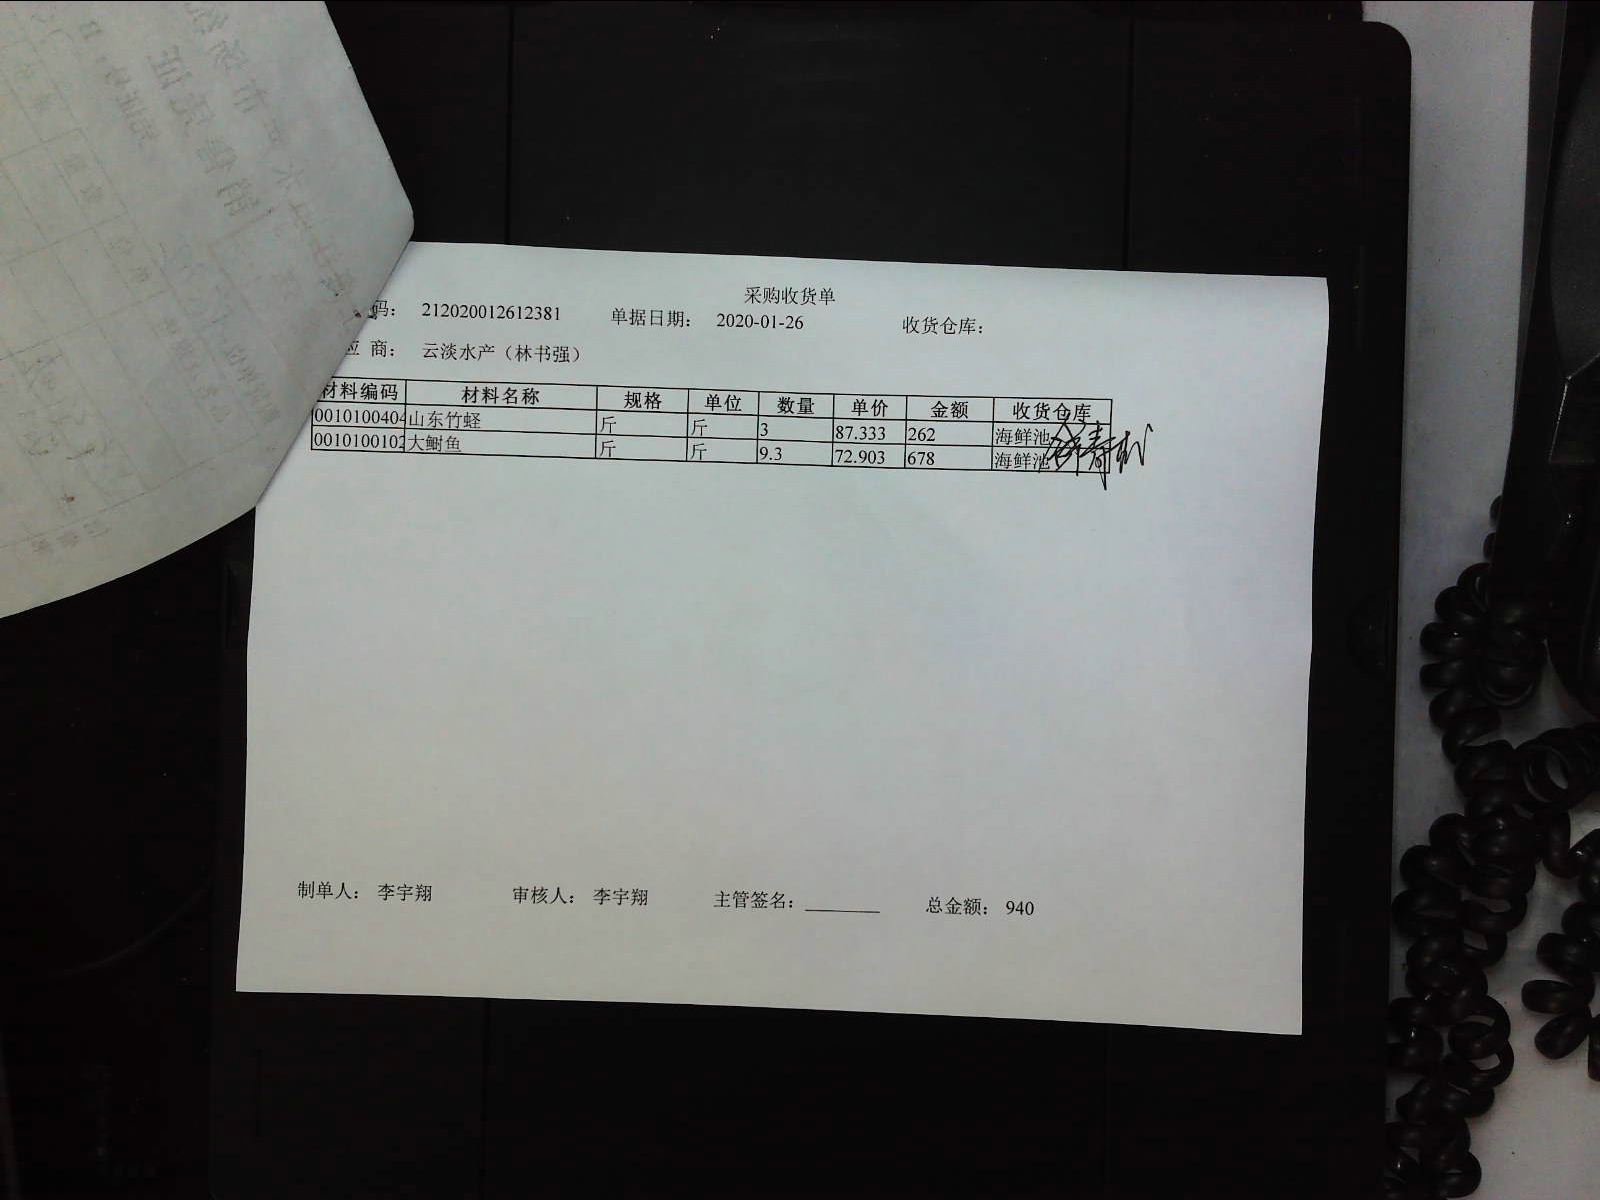 采购收货单
码： 212020012612381 单据日期： 2020-01-26 收货仓库：
应 商： 云淡水产（林书强）
材料编码 材料名称 规格 单位 数量 单价 金额 收货仓库
0010100404 山东竹蛏 斤 斤 3 87.333 262 海鲜池
0010100102 大鲥鱼 斤 斤 9.3 72.903 678 海鲜池
制单人： 李宇翔 审核人： 李宇翔 主管签名： 总金额： 940